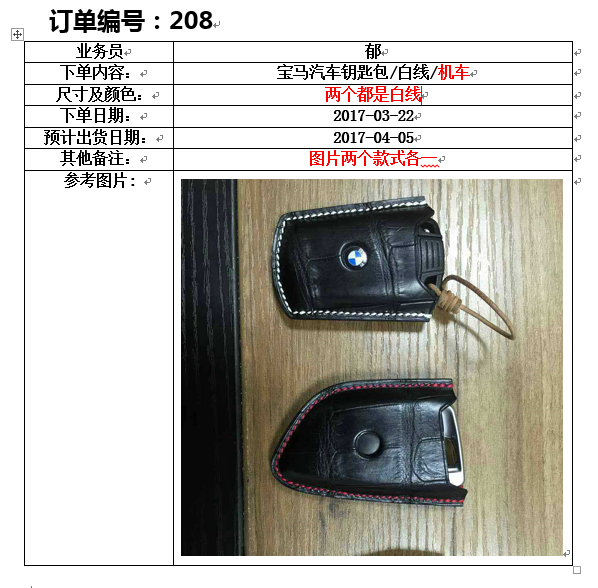 订单编号：208
业务员 郁
下单内容： 宝马汽车钥匙包/白线/机车
尺寸及颜色： 两个都是白线
下单日期： 2017-03-22
预计出货日期： 2017-04-05
其他备注： 图片两个款式各一
参考图片: